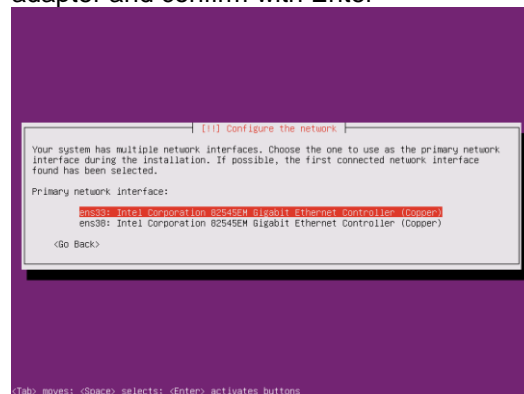 adapter and confirm with Enter
[!!] Configure the network
Your system has multiple network interfaces. Choose the one to use as the primary network
interface during the installation. If possible, the first connected network interface
found has been selected.
Primary network interface:
ens33: Intel Corporation 82545EM Gigabit Ethernet Controller (Copper)
ens38: Intel Corporation 82545EM Gigabit Ethernet Controller (Copper)
<Go Back>
<Tab> moves; <Space> selects; <Enter> activates buttons